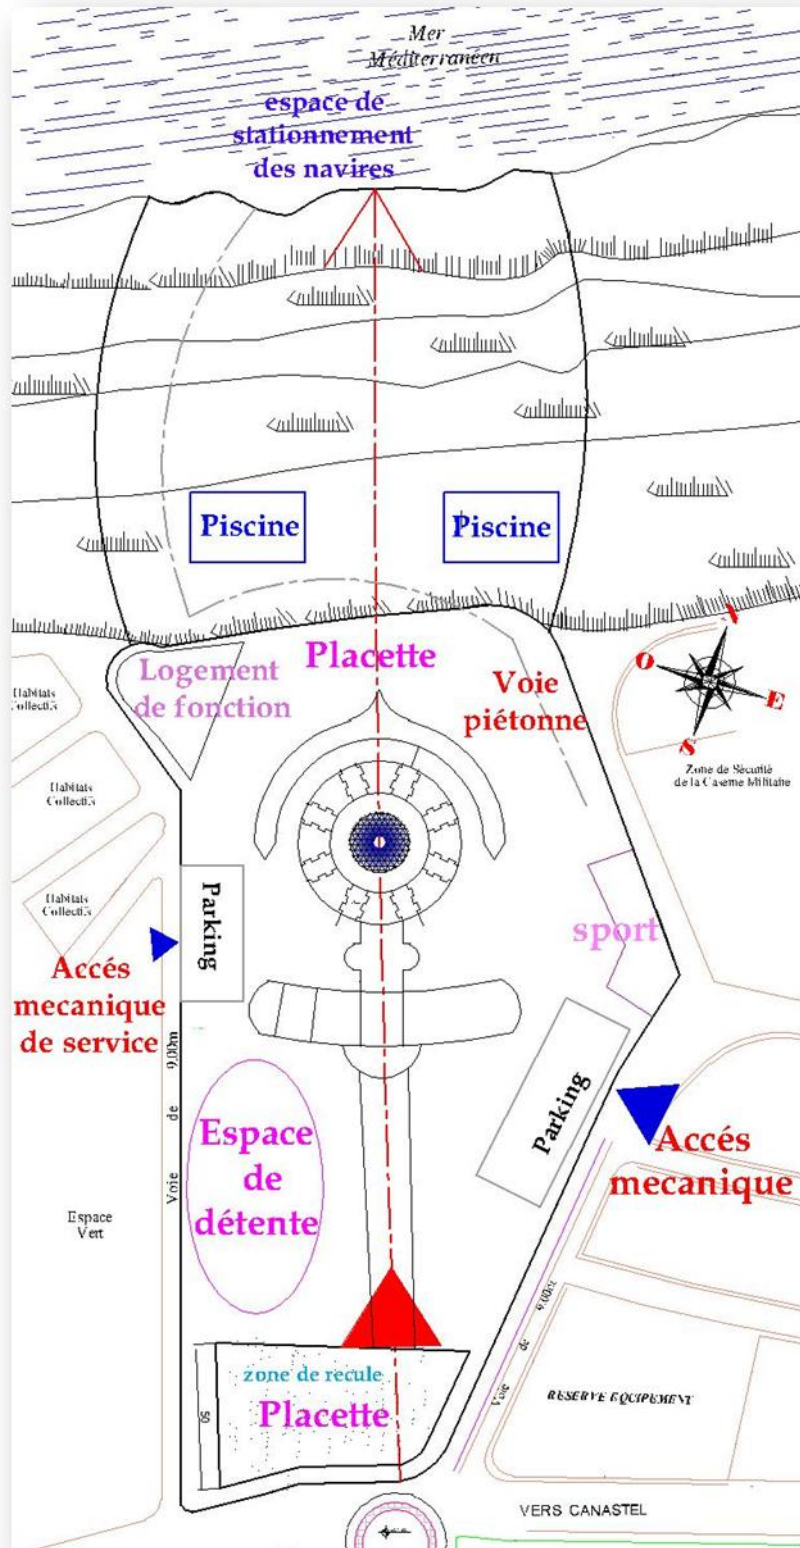 Mer
Méditerranéen
espace de
stationnement
des navires
Piscine
Piscine
Placette
Logement
de fonction
Voie
piétonne
N
O
E
S
Zone de Sécurité
de la Caserne Militaire
Habitats
Collectifs
Habitats
Collectifs
Habitats
Collectifs
Parking
sport
Accés
mecanique
de service
Voie de 9,00m
Parking
Accés
mecanique
Espace
de
détente
Espace
Vert
zone de recule
Placette
50
RESERVE EQUIPEMENT
VERS CANASTEL